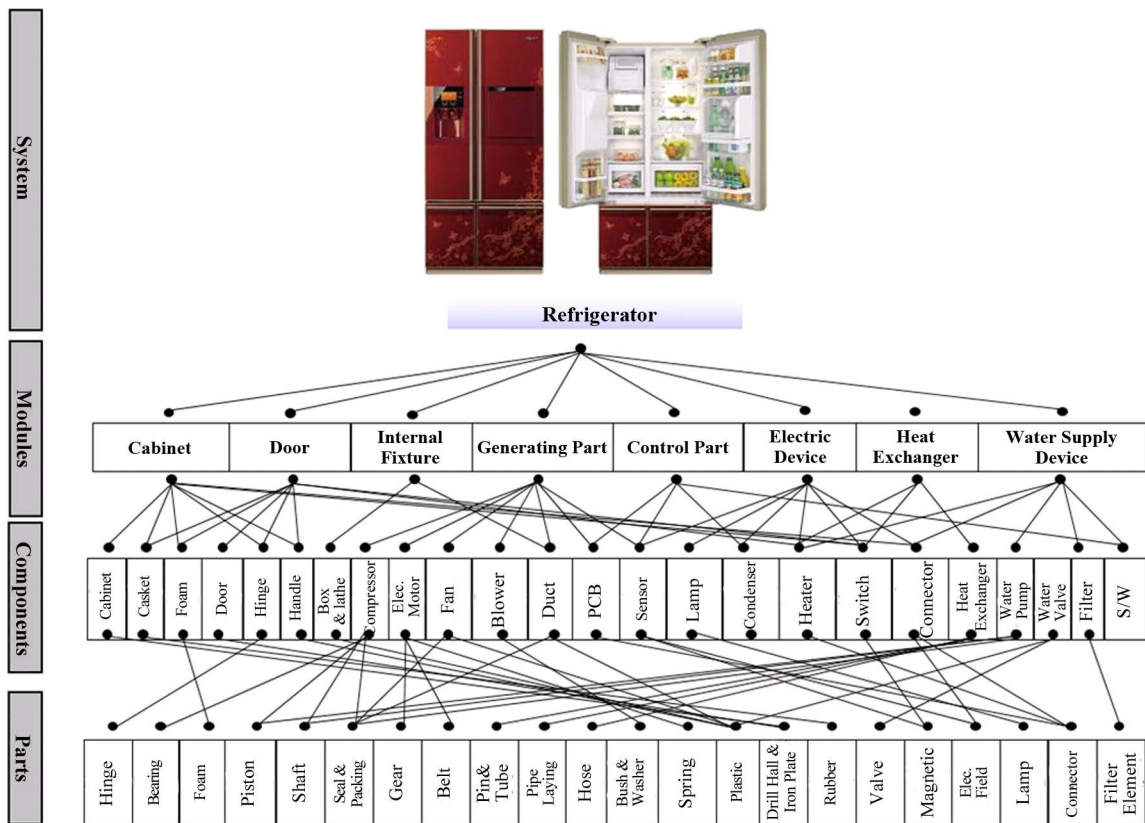 System
Refrigerator
Modules
Cabinet
Door
Internal
Fixture
Generating Part
Control Part
Electric
Device
Heat
Exchanger
Water Supply
Device
Components
Cabinet
Casket
Foam
Door
Hinge
Handle
Box
& lathe
Compressor
Elec.
Motor
Fan
Blower
Duct
PCB
Sensor
Lamp
Condenser
Heater
Switch
Connector
Heat
Exchanger
Water
Pump
Water
Valve
Filter
S/W
Parts
Hinge
Bearing
Foam
Piston
Shaft
Seal &
Packing
Gear
Belt
Pin&
Tube
Pipe
Laying
Hose
Bush &
Washer
Spring
Plastic
Drill Hall &
Iron Plate
Rubber
Valve
Magnetic
Elec.
Field
Lamp
Connector
Filter
Element